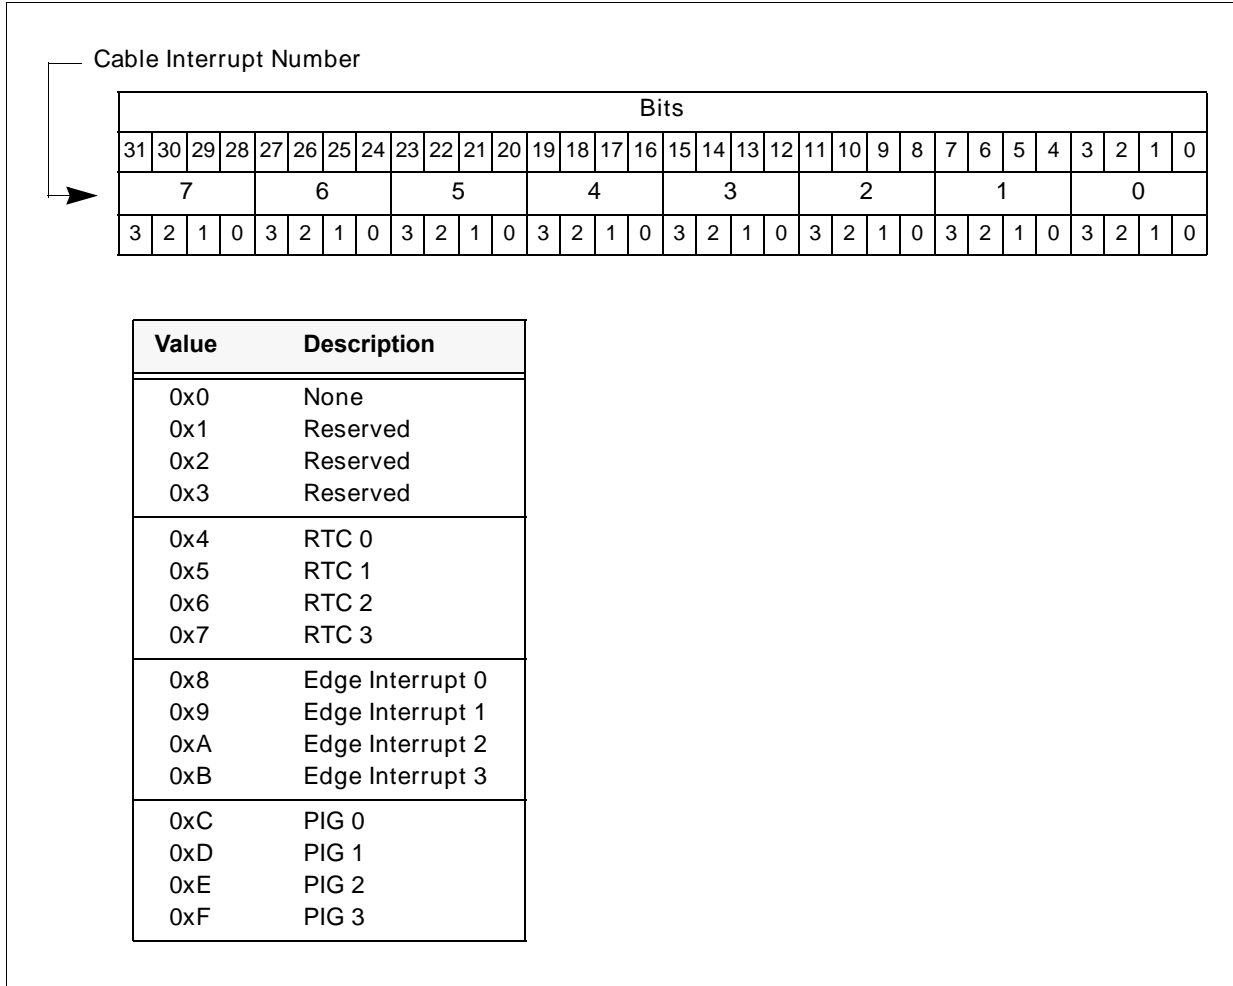 Cable Interrupt Number
Bits
31 30 29 28 27 26 25 24 23 22 21 20 19 18 17 16 15 14 13 12 11 10 9 8 7 6 5 4 3 2 1 0
7 6 5 4 3 2 1 0
3 2 1 0 3 2 1 0 3 2 1 0 3 2 1 0 3 2 1 0 3 2 1 0 3 2 1 0 3 2 1 0
Value Description
0x0 None
0x1 Reserved
0x2 Reserved
0x3 Reserved
0x4 RTC 0
0x5 RTC 1
0x6 RTC 2
0x7 RTC 3
0x8 Edge Interrupt 0
0x9 Edge Interrupt 1
0xA Edge Interrupt 2
0xB Edge Interrupt 3
0xC PIG 0
0xD PIG 1
0xE PIG 2
0xF PIG 3